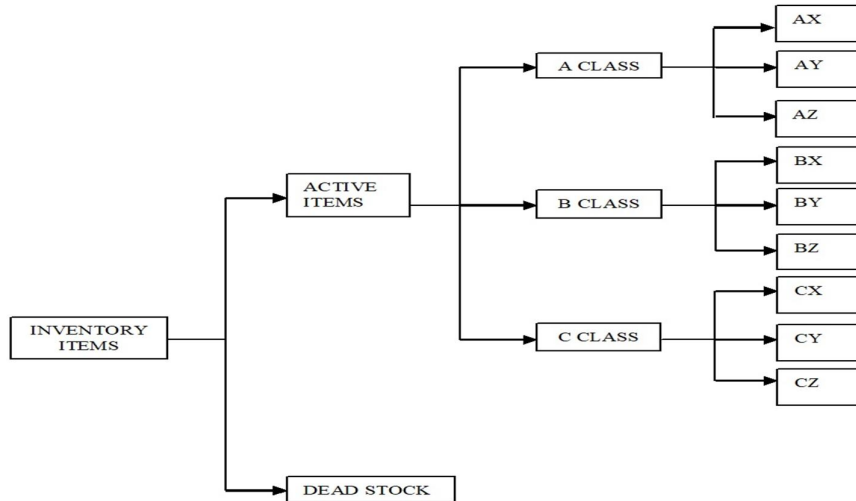 AX
A CLASS
AY
AZ
BX
ACTIVE
ITEMS
B CLASS
BY
BZ
CX
INVENTORY
ITEMS
C CLASS
CY
CZ
DEAD STOCK